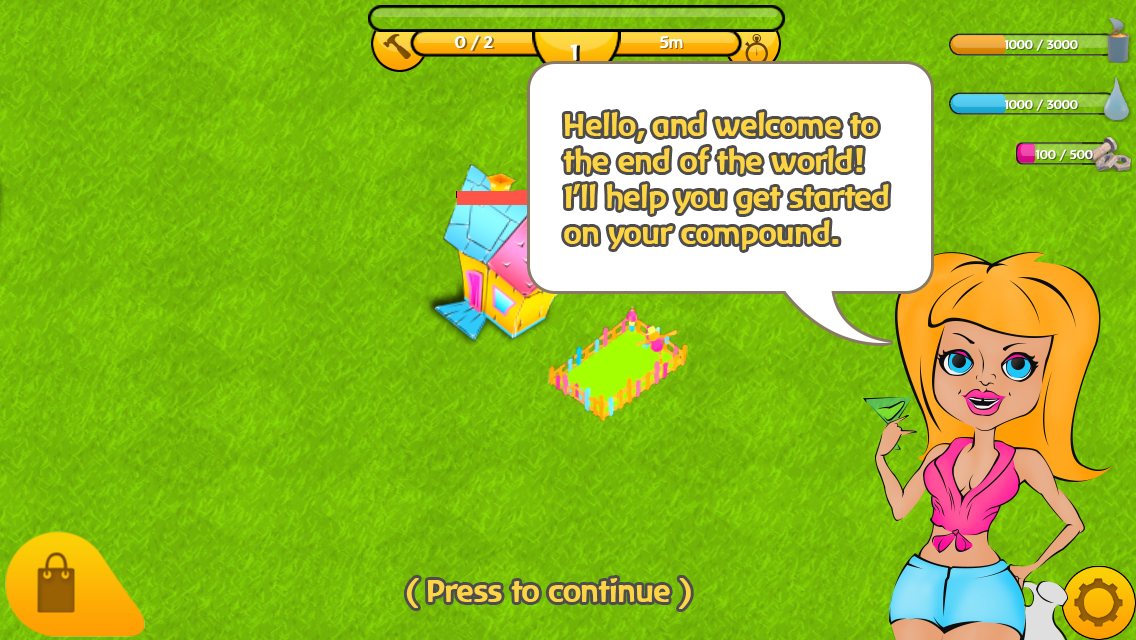 0 / 2
1
5m
1000 / 3000
1000 / 3000
100 / 500
Hello, and welcome to
the end of the world!
I'll help you get started
on your compound.
( Press to continue )